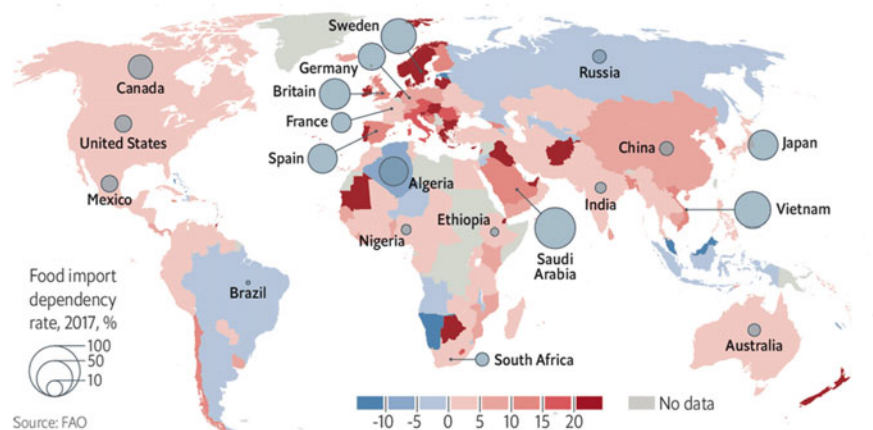 Sweden
Canada
Germany
Russia
Britain
United States
France
China
Japan
Spain
Mexico
Algeria
India
Vietnam
Ethiopia
Nigeria
Saudi
Arabia
Food import
dependency
rate, 2017, %
Brazil
100
50
10
Australia
South Africa
-10 -5 0 5 10 15 20 No data
Source: FAO